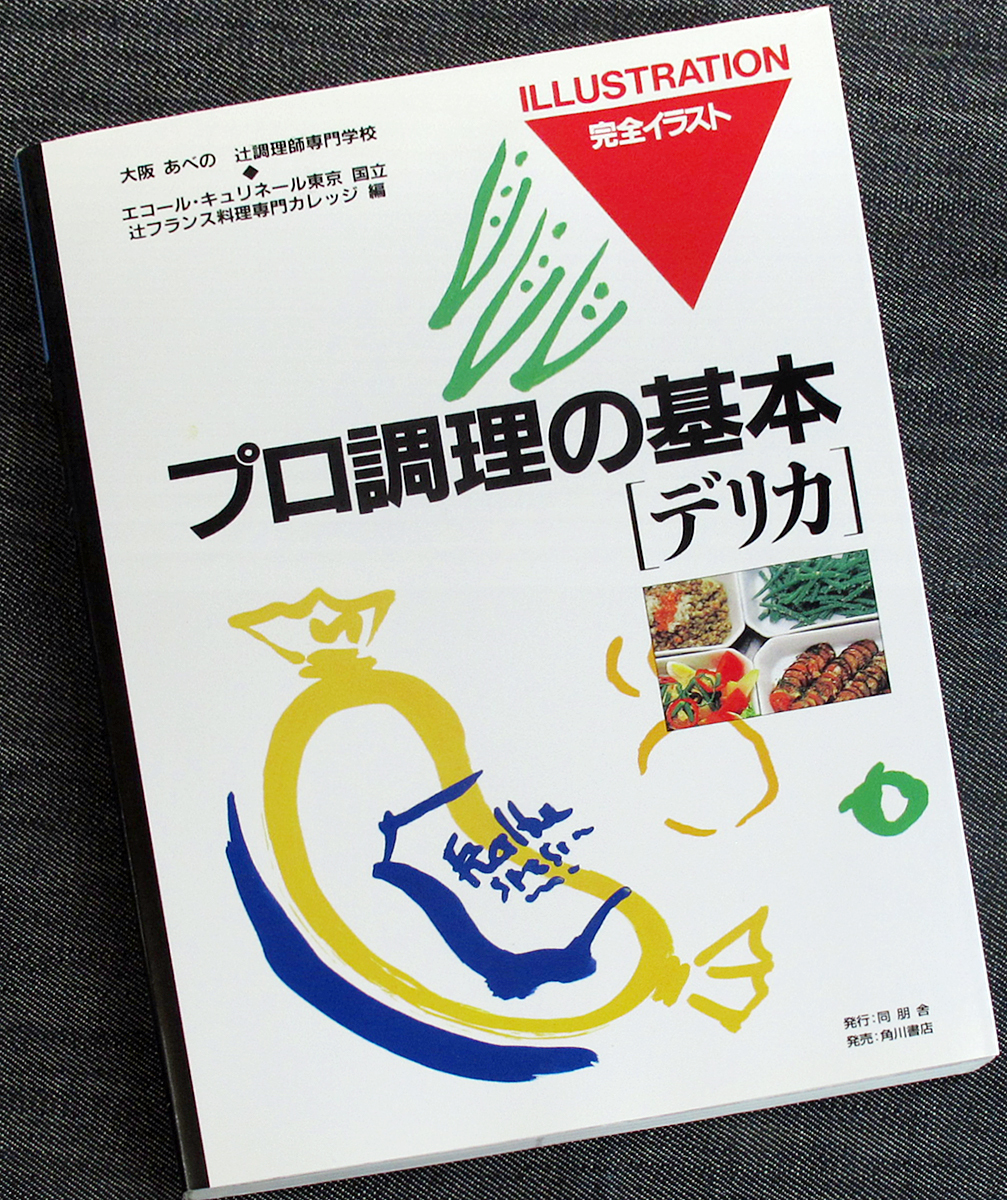 ILLUSTRATION
完全イラスト
大阪 あべの 辻調理師専門学校
◆
エコール・キュリネール東京 国立
辻フランス料理専門カレッジ 編
プロ調理の基本
[デリカ]
発行:同朋舎
発売:角川書店